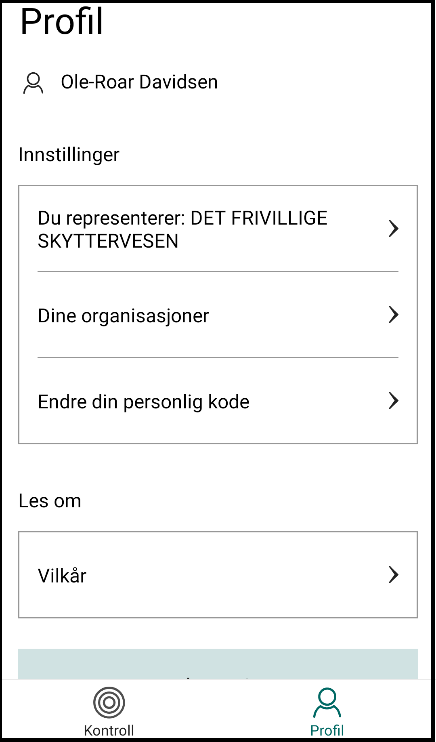 Profil
Ole-Roar Davidsen
Innstillinger
Du representerer: DET FRIVILLIGE
SKYTTERVESEN
Dine organisasjoner
Endre din personlig kode
Les om
Vilkår
Kontroll
Profil